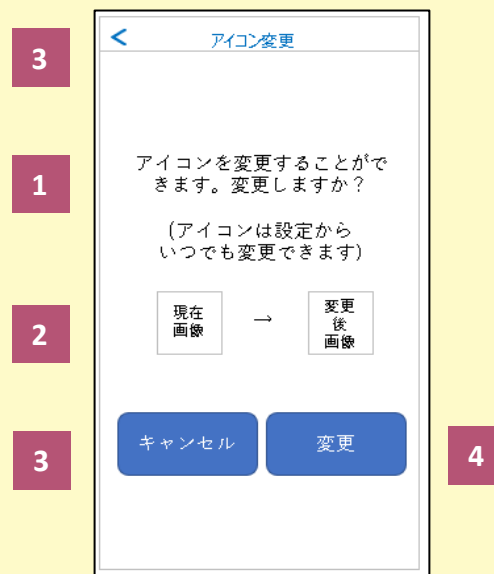 3
<
アイコン変更
1
アイコンを変更することがで
きます。変更しますか？
(アイコンは設定から
いつでも変更できます)
2
現在
画像
→
変更
後
画像
3
キャンセル
変更
4